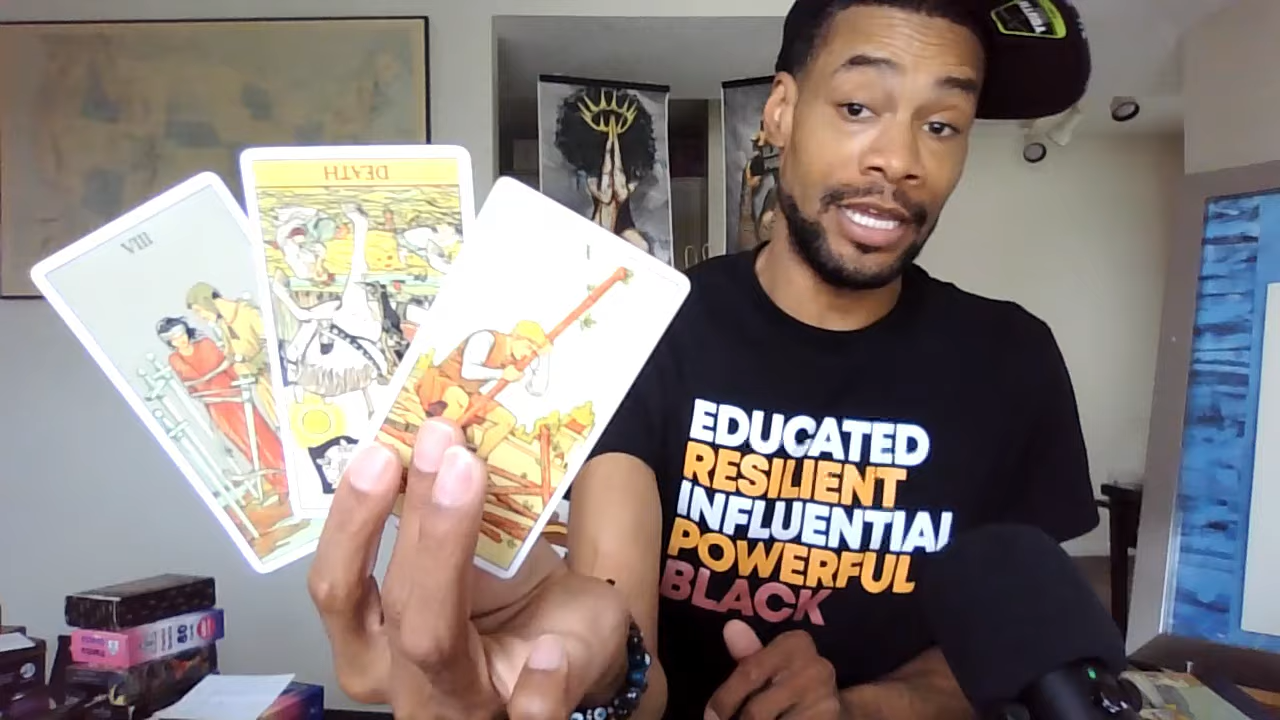 VIII
DEATH
I
EDUCATED
RESILIENT
INFLUENTIAL
POWERFUL
BLACK